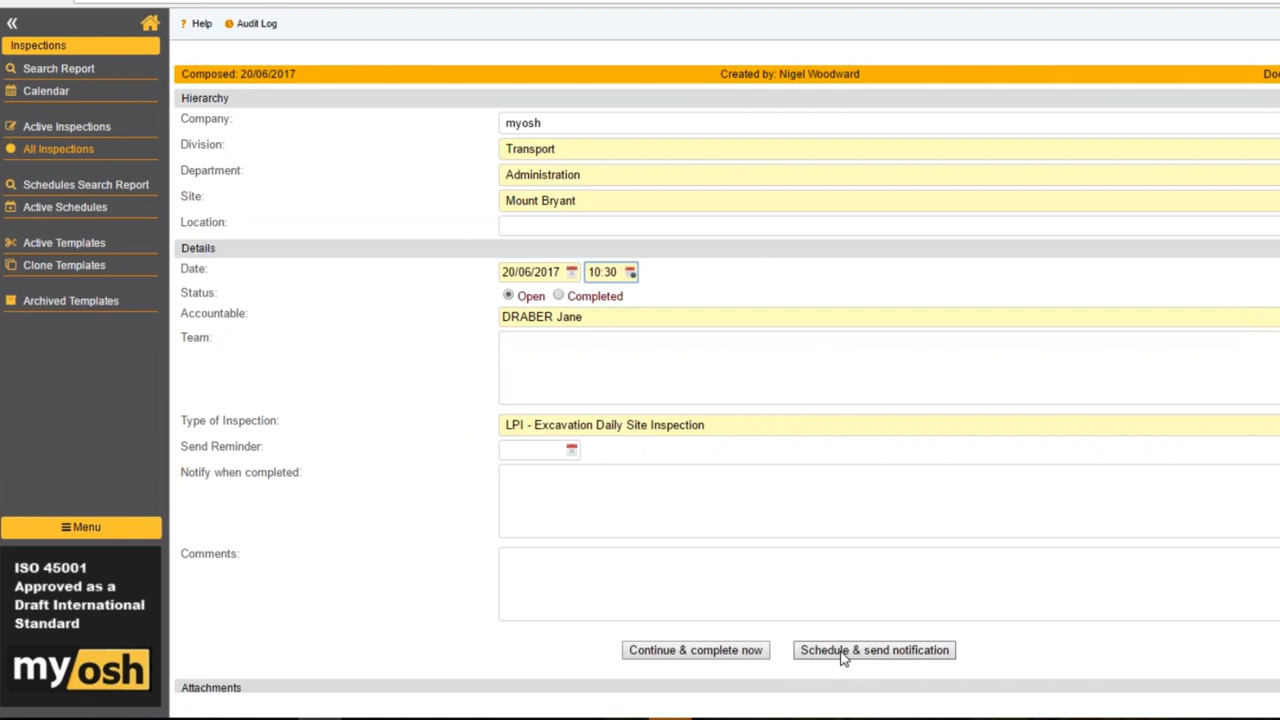 ? Help Audit Log
Inspections
Search Report
Calendar
Active Inspections
All Inspections
Schedules Search Report
Active Schedules
Active Templates
Clone Templates
Archived Templates
Menu
ISO 45001
Approved as a
Draft International
Standard
myosh
Composed: 20/06/2017 Created by: Nigel Woodward
Hierarchy
Company: myosh
Division: Transport
Department: Administration
Site: Mount Bryant
Location:
Details
Date: 20/06/2017 10:30
Status: Open Completed
Accountable: DRABER Jane
Team:
Type of Inspection: LPI - Excavation Daily Site Inspection
Send Reminder:
Notify when completed:
Comments:
Continue & complete now Schedule & send notification
Attachments